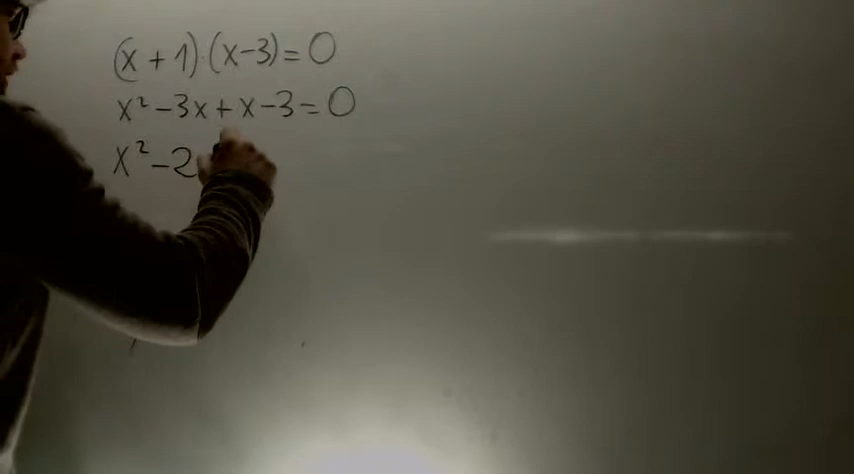 (x + 1) · (x - 3) = 0
x² - 3x + x - 3 = 0
x² - 2